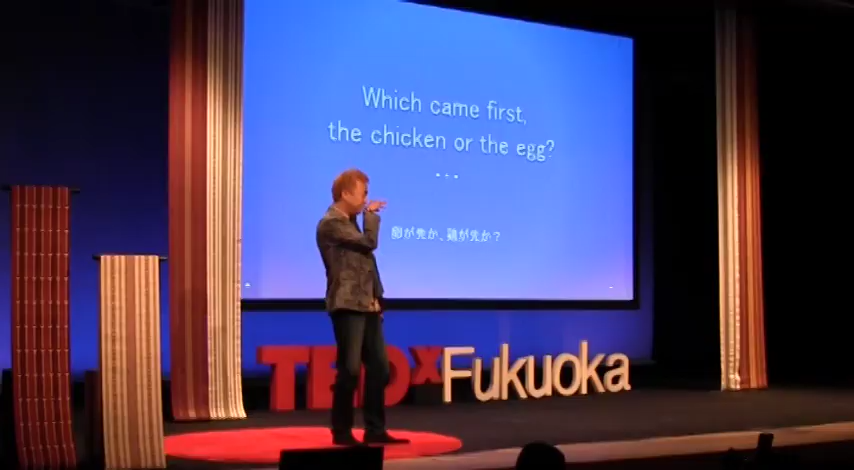 Which came first,
the chicken or the egg?
...
卵が先か、鶏が先か？
TEDxFukuoka